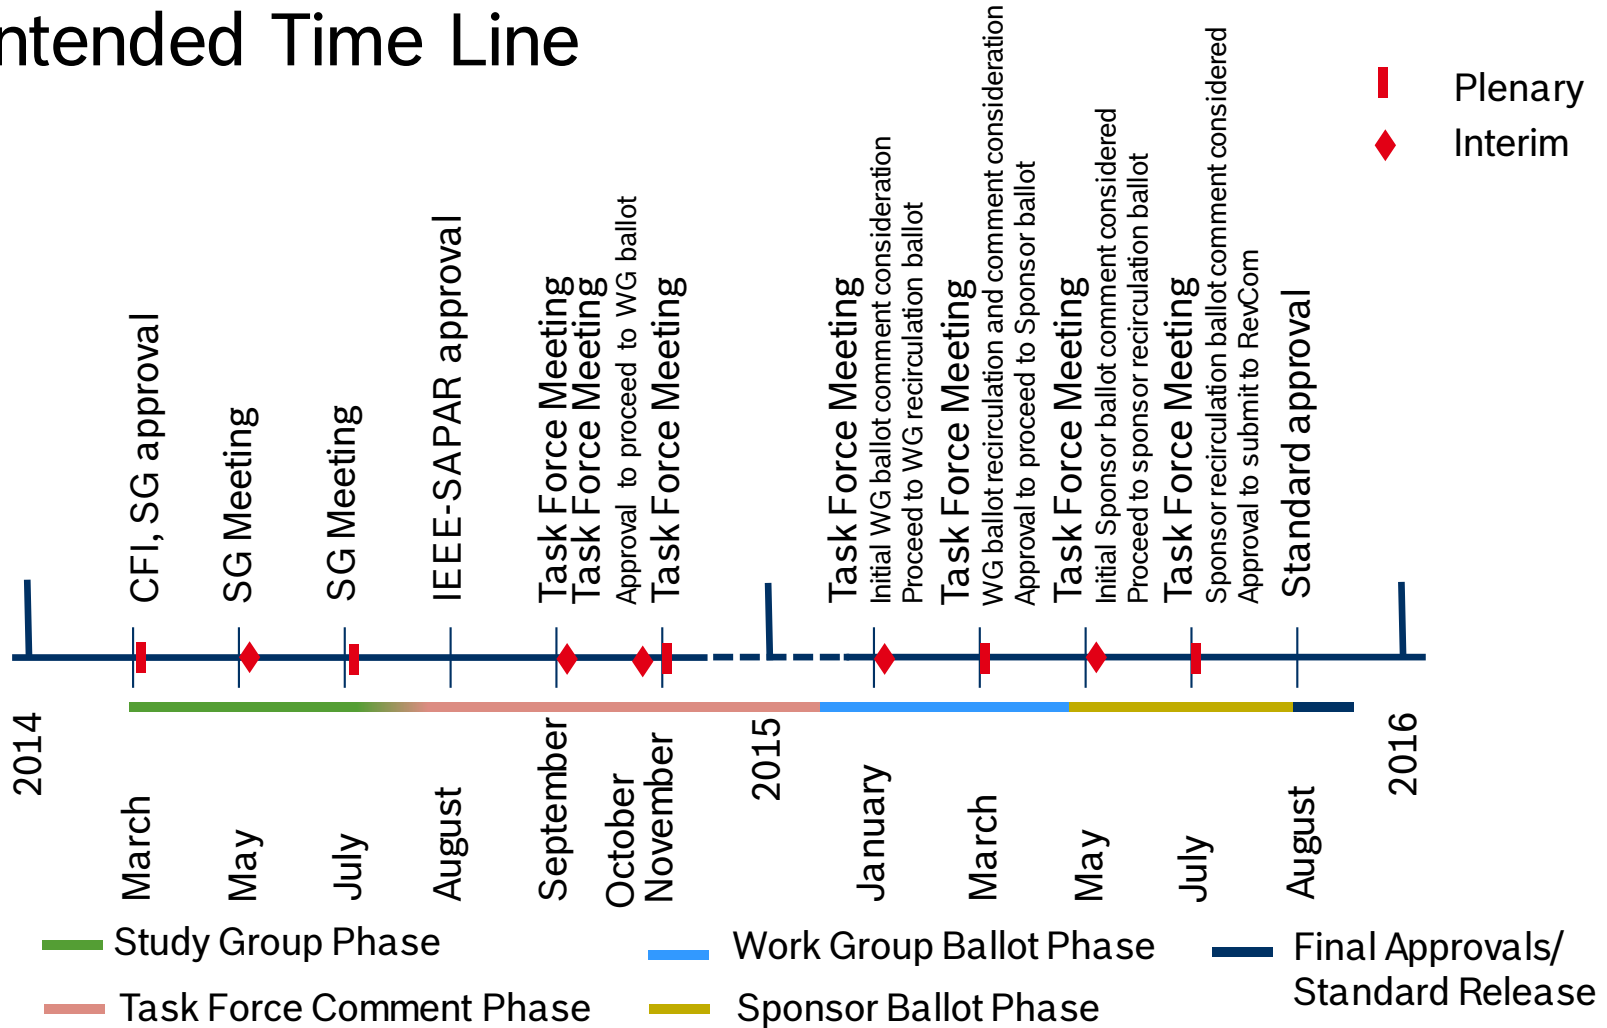 ntended Time Line
Plenary
Interim
CFI, SG approval
SG Meeting
SG Meeting
IEEE-SAPAR approval
Task Force Meeting
Task Force Meeting
Approval to proceed to WG ballot
Task Force Meeting
Task Force Meeting
Initial WG ballot comment consideration
Proceed to WG recirculation ballot
Task Force Meeting
WG ballot recirculation and comment consideration
Approval to proceed to Sponsor ballot
Task Force Meeting
Initial Sponsor ballot comment considered
Proceed to sponsor recirculation ballot
Task Force Meeting
Sponsor recirculation ballot comment considered
Approval to submit to RevCom
Standard approval
2014
March
May
July
August
September
October
November
2015
January
March
May
July
August
2016
Study Group Phase
Task Force Comment Phase
Work Group Ballot Phase
Sponsor Ballot Phase
Final Approvals/
Standard Release